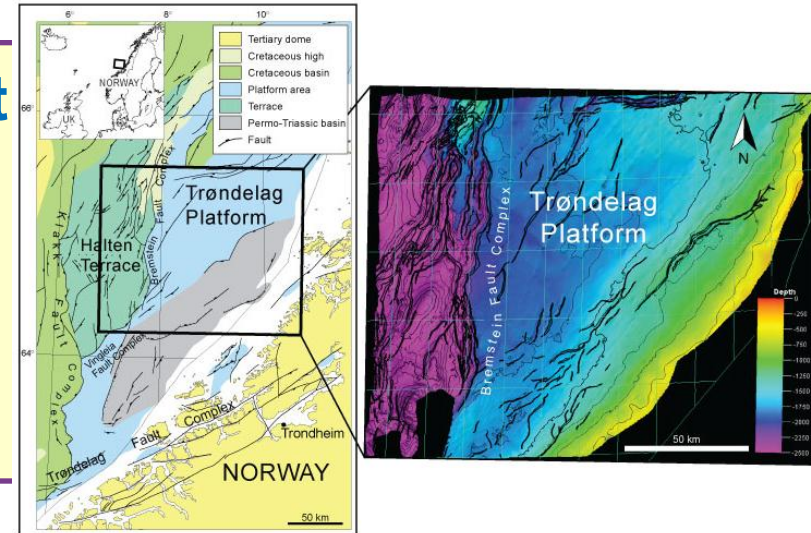 t
6°
8°
10°
66°
64°
NORWAY
UK
Tertiary dome
Cretaceous high
Cretaceous basin
Platform area
Terrace
Permo-Triassic basin
Fault
Trøndelag
Platform
Halten
Terrace
Bremstein Fault Complex
Klakk Fault Complex
Vingleia
Fault Complex
Trøndelag Fault Complex
Trondheim
NORWAY
50 km
N
Trøndelag
Platform
Bremstein Fault Complex
Depth
0
-250
-500
-750
-1000
-1250
-1500
-1750
-2000
-2250
-2500
50 km